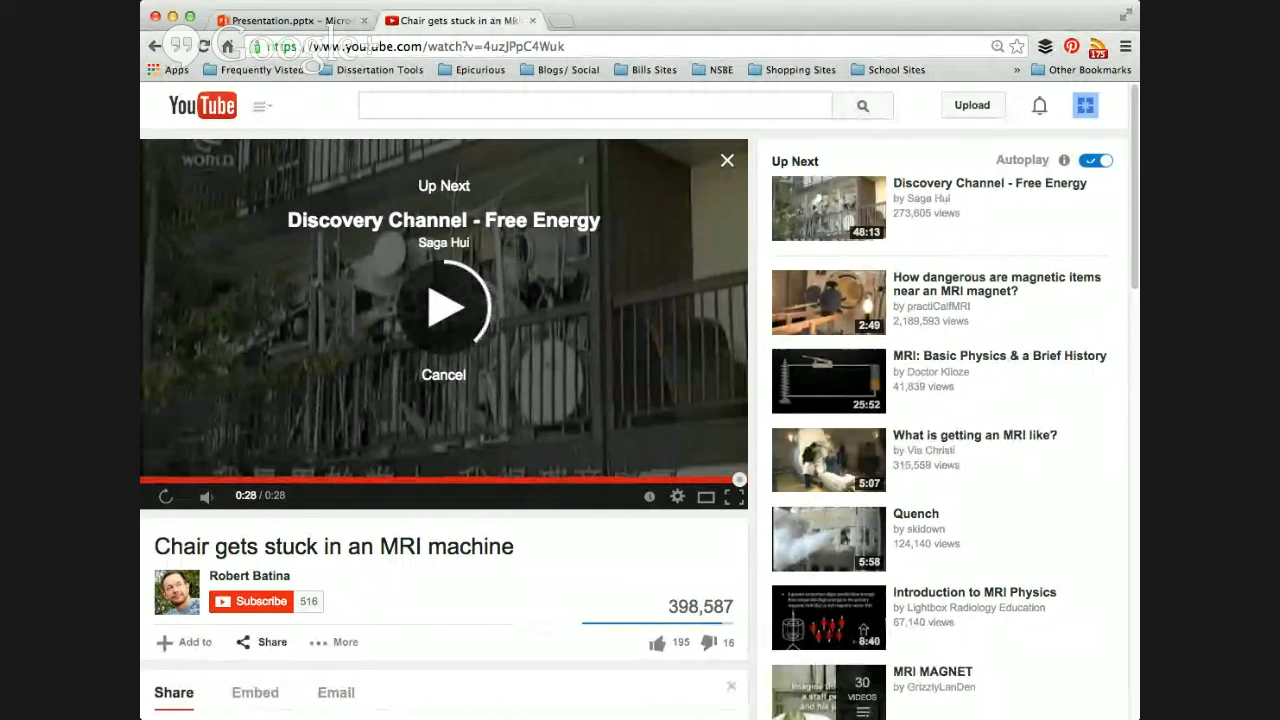 Presentation.pptx – Micro
Chair gets stuck in an MRI
Google+
https://www.youtube.com/watch?v=4uzJPpC4Wuk
175
Apps
Frequently Visted
Dissertation Tools
Epicurious
Blogs/ Social
Bills Sites
NSBE
Shopping Sites
School Sites
»
Other Bookmarks
YouTube
Upload
WORLD
Up Next
Discovery Channel - Free Energy
Saga Hui
Cancel
0:28 / 0:28
Chair gets stuck in an MRI machine
Robert Batina
Subscribe 516
398,587
Add to
Share
More
195
16
Share
Embed
Email
Up Next
Autoplay
Discovery Channel - Free Energy
by Saga Hui
273,605 views
48:13
How dangerous are magnetic items
near an MRI magnet?
by practiCalfMRI
2,189,593 views
2:49
MRI: Basic Physics & a Brief History
by Doctor Klioze
41,839 views
25:52
What is getting an MRI like?
by Via Christi
315,559 views
5:07
Quench
by skidown
124,140 views
5:58
Introduction to MRI Physics
by Lightbox Radiology Education
67,140 views
8:40
MRI MAGNET
by GrizzlyLanDen
30
VIDEOS